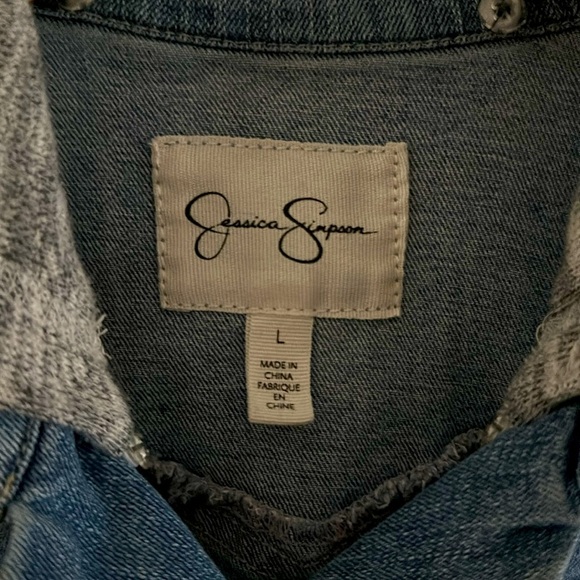 Jessica Simpson
L
MADE IN
CHINA
FABRIQUE
EN
CHINE